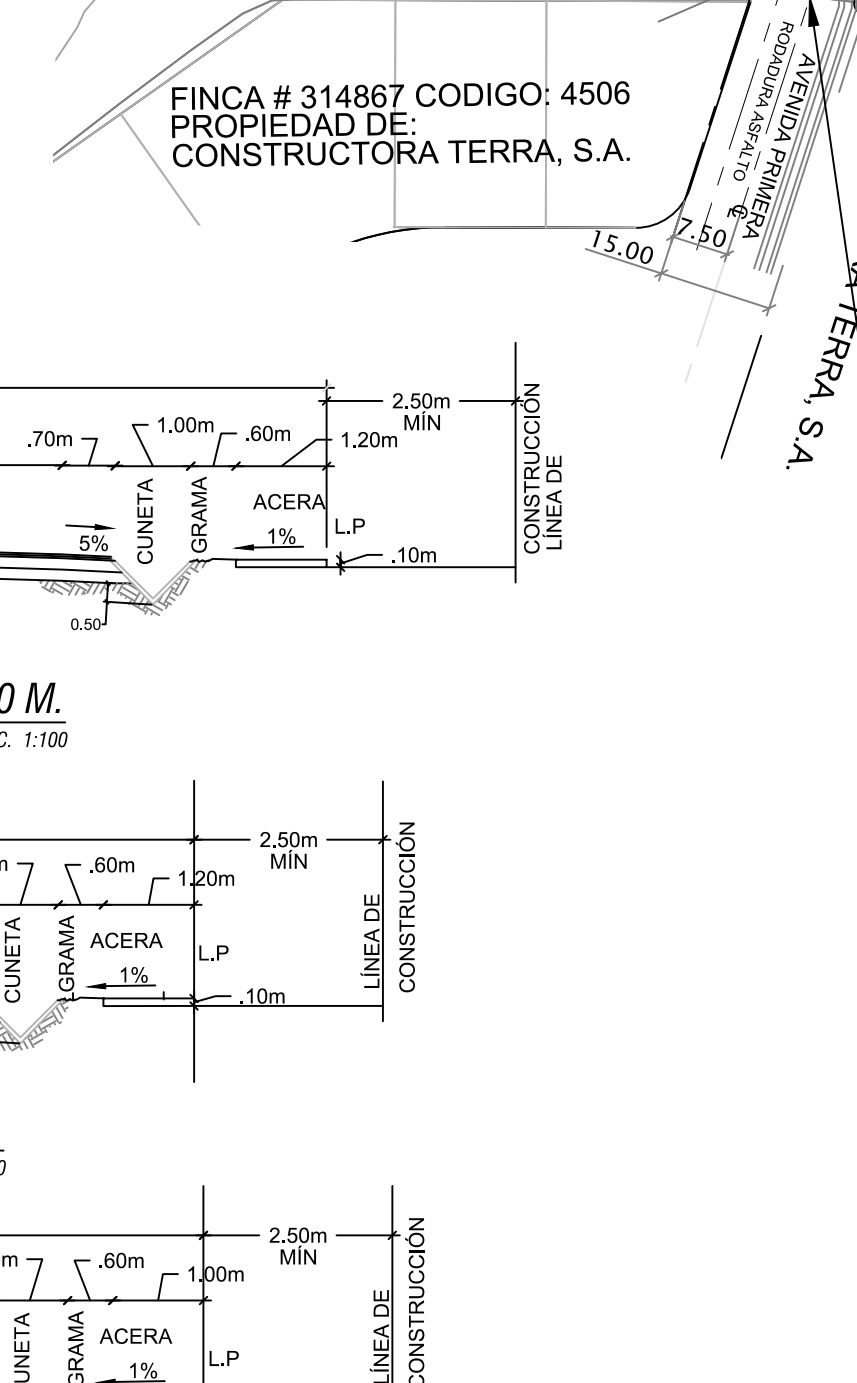 FINCA # 314867 CODIGO: 4506
PROPIEDAD DE:
CONSTRUCTORA TERRA, S.A.
AVENIDA PRIMERA
RODADURA ASFALTO
15.00
7.50
TERRA, S.A.
2.50m
MÍN
.70m
1.00m
.60m
1.20m
CUNETA
GRAMA
ACERA
L.P
5%
1%
.10m
0.50
LÍNEA DE
CONSTRUCCIÓN
0 M.
1:100
2.50m
MÍN
.60m
1.20m
CUNETA
GRAMA
ACERA
L.P
1%
.10m
LÍNEA DE
CONSTRUCCIÓN
2.50m
MÍN
.60m
1.00m
UNETA
GRAMA
ACERA
L.P
1%
LÍNEA DE
CONSTRUCCIÓN